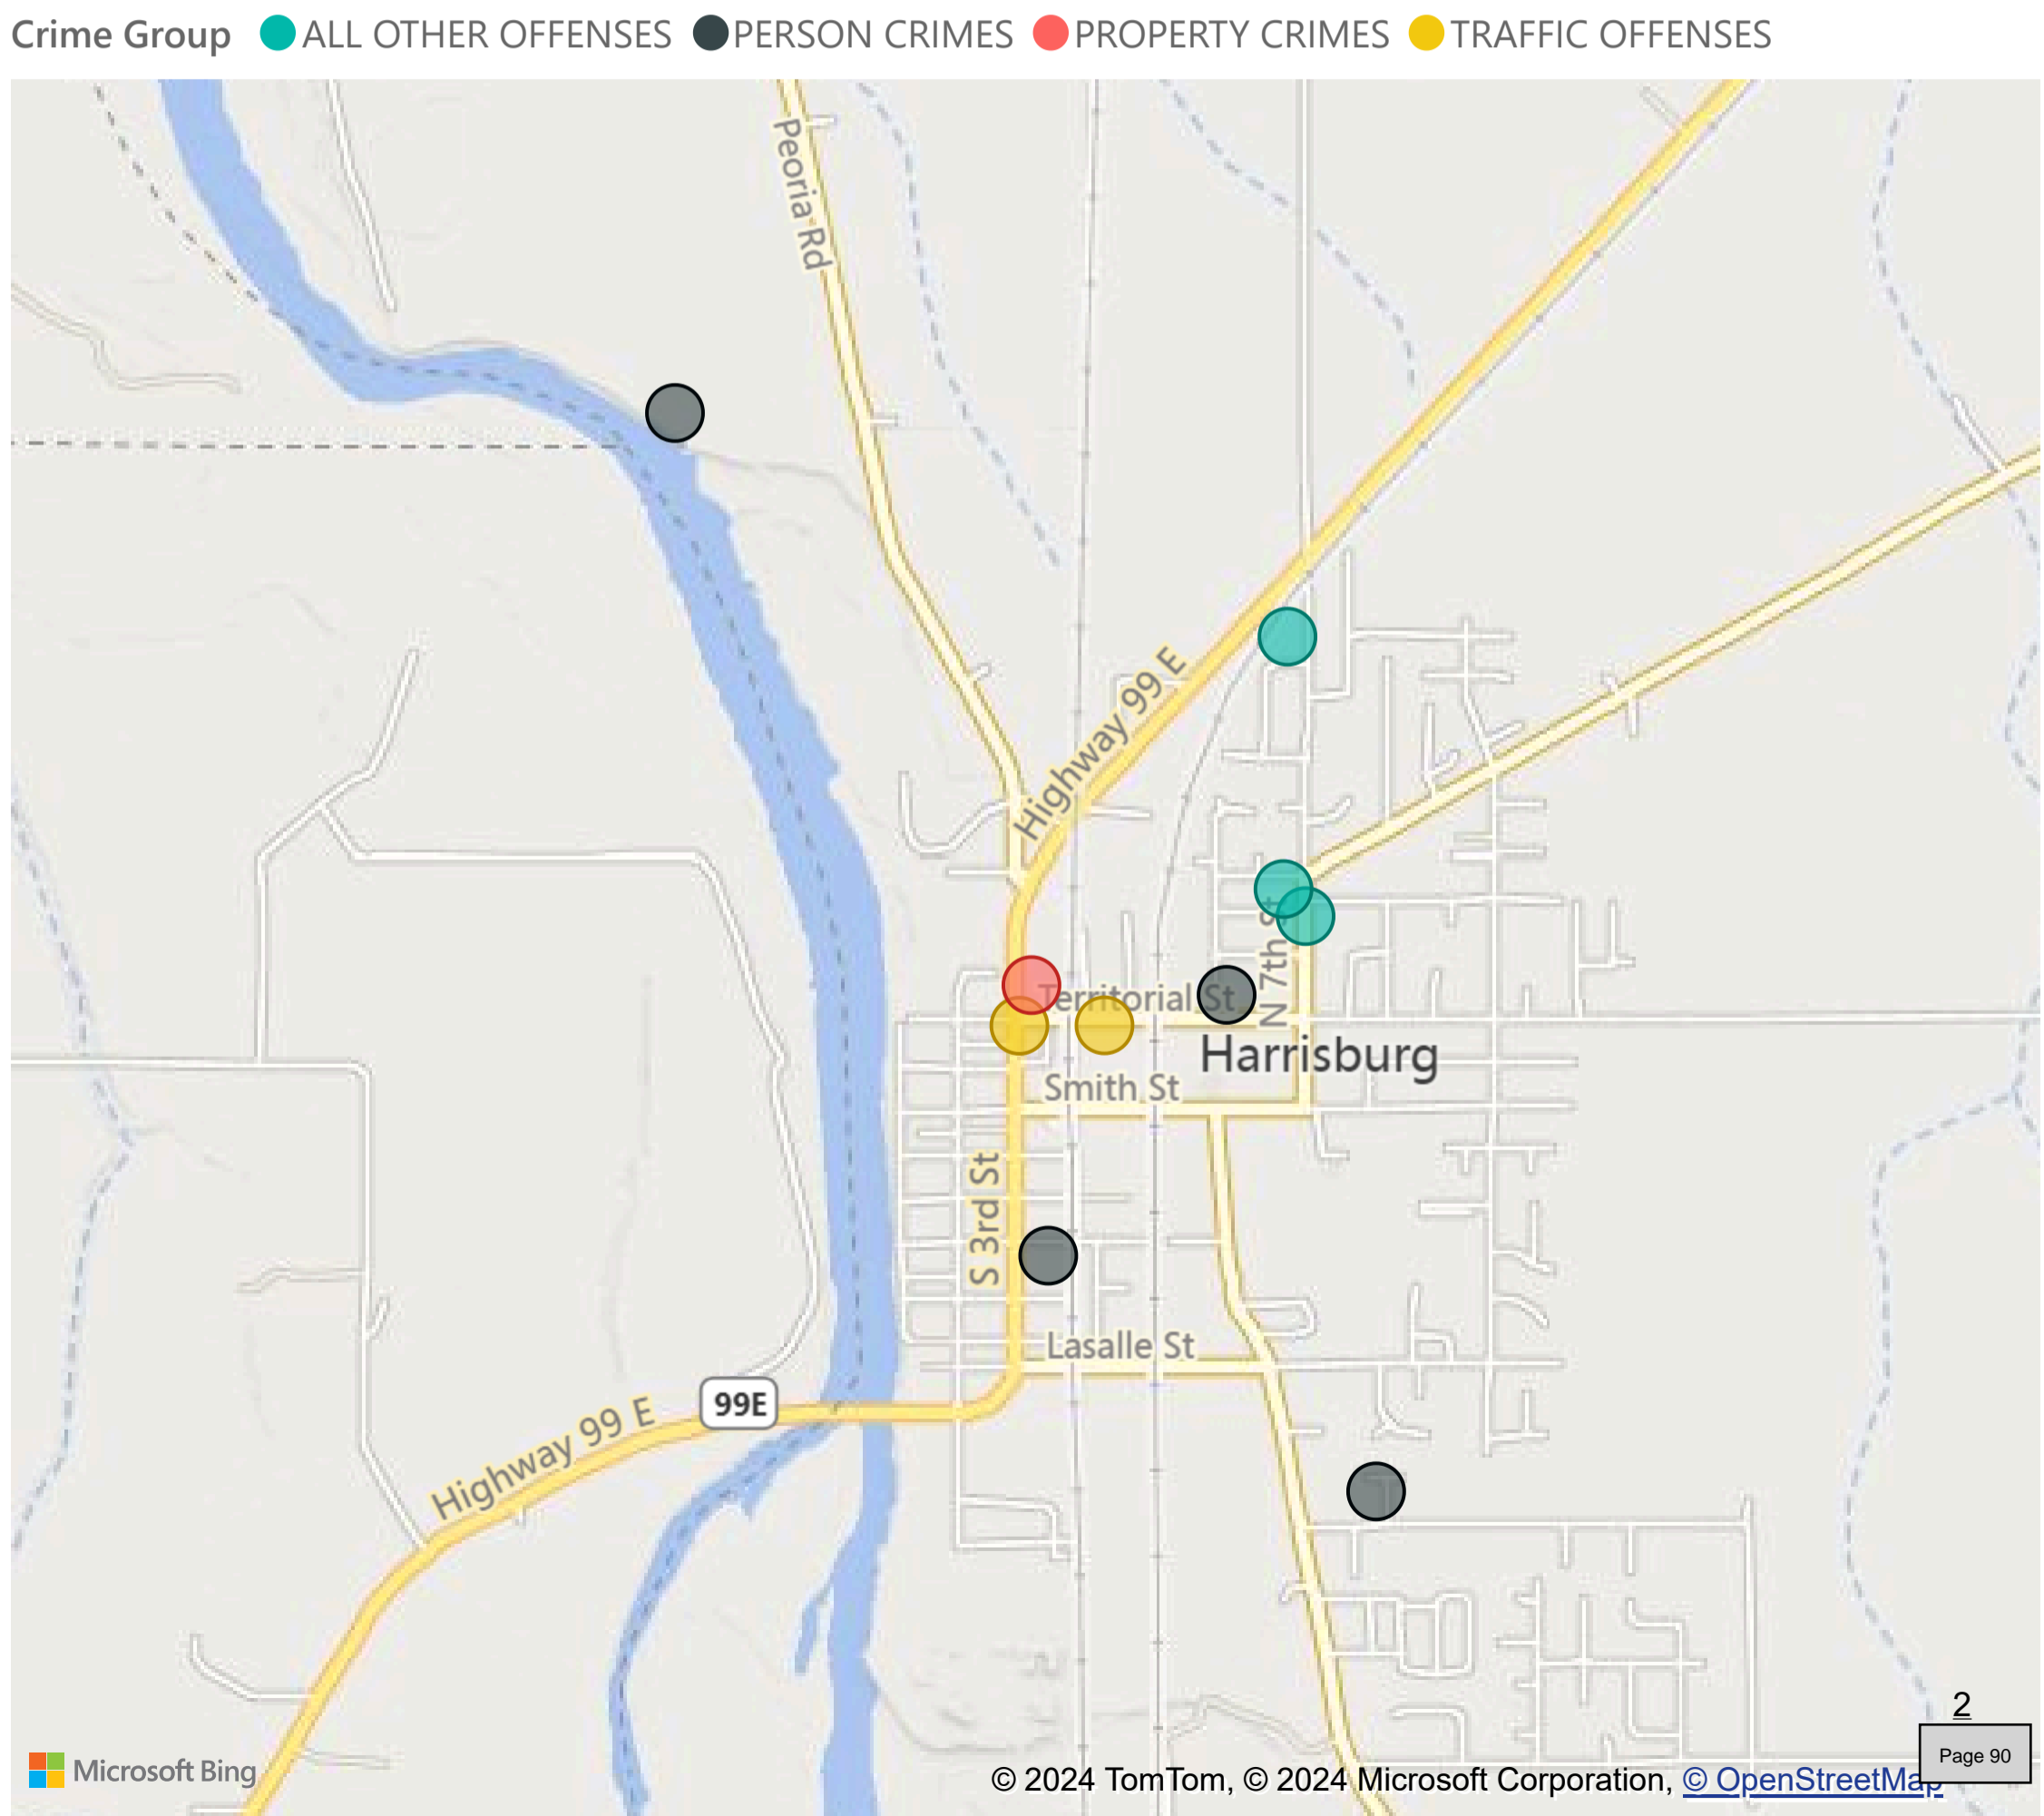 Crime Group ALL OTHER OFFENSES PERSON CRIMES PROPERTY CRIMES TRAFFIC OFFENSES
Peoria Rd
Highway 99 E
N 7th St
Territorial St
Harrisburg
Smith St
S 3rd St
Lasalle St
99E
Highway 99 E
2
Page 90
Microsoft Bing
© 2024 TomTom, © 2024 Microsoft Corporation, © OpenStreetMap